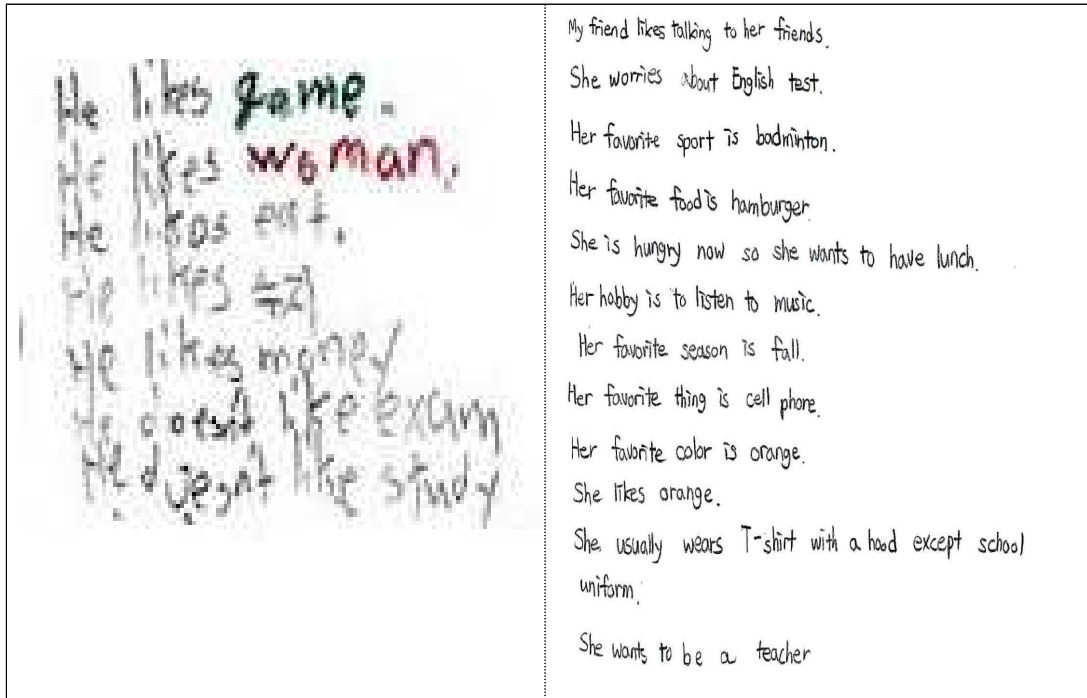 He likes game.
He likes woman.
He likes eat.
He likes
He likes money
He doesn't like exam
He doesn't like study
My friend likes talking to her friends.
She worries about English test.
Her favorite sport is badminton.
Her favorite food is hamburger.
She is hungry now so she wants to have lunch.
Her hobby is to listen to music.
Her favorite season is fall.
Her favorite thing is cell phone.
Her favorite color is orange.
She likes orange.
She usually wears T-shirt with a hood except school
uniform.
She wants to be a teacher